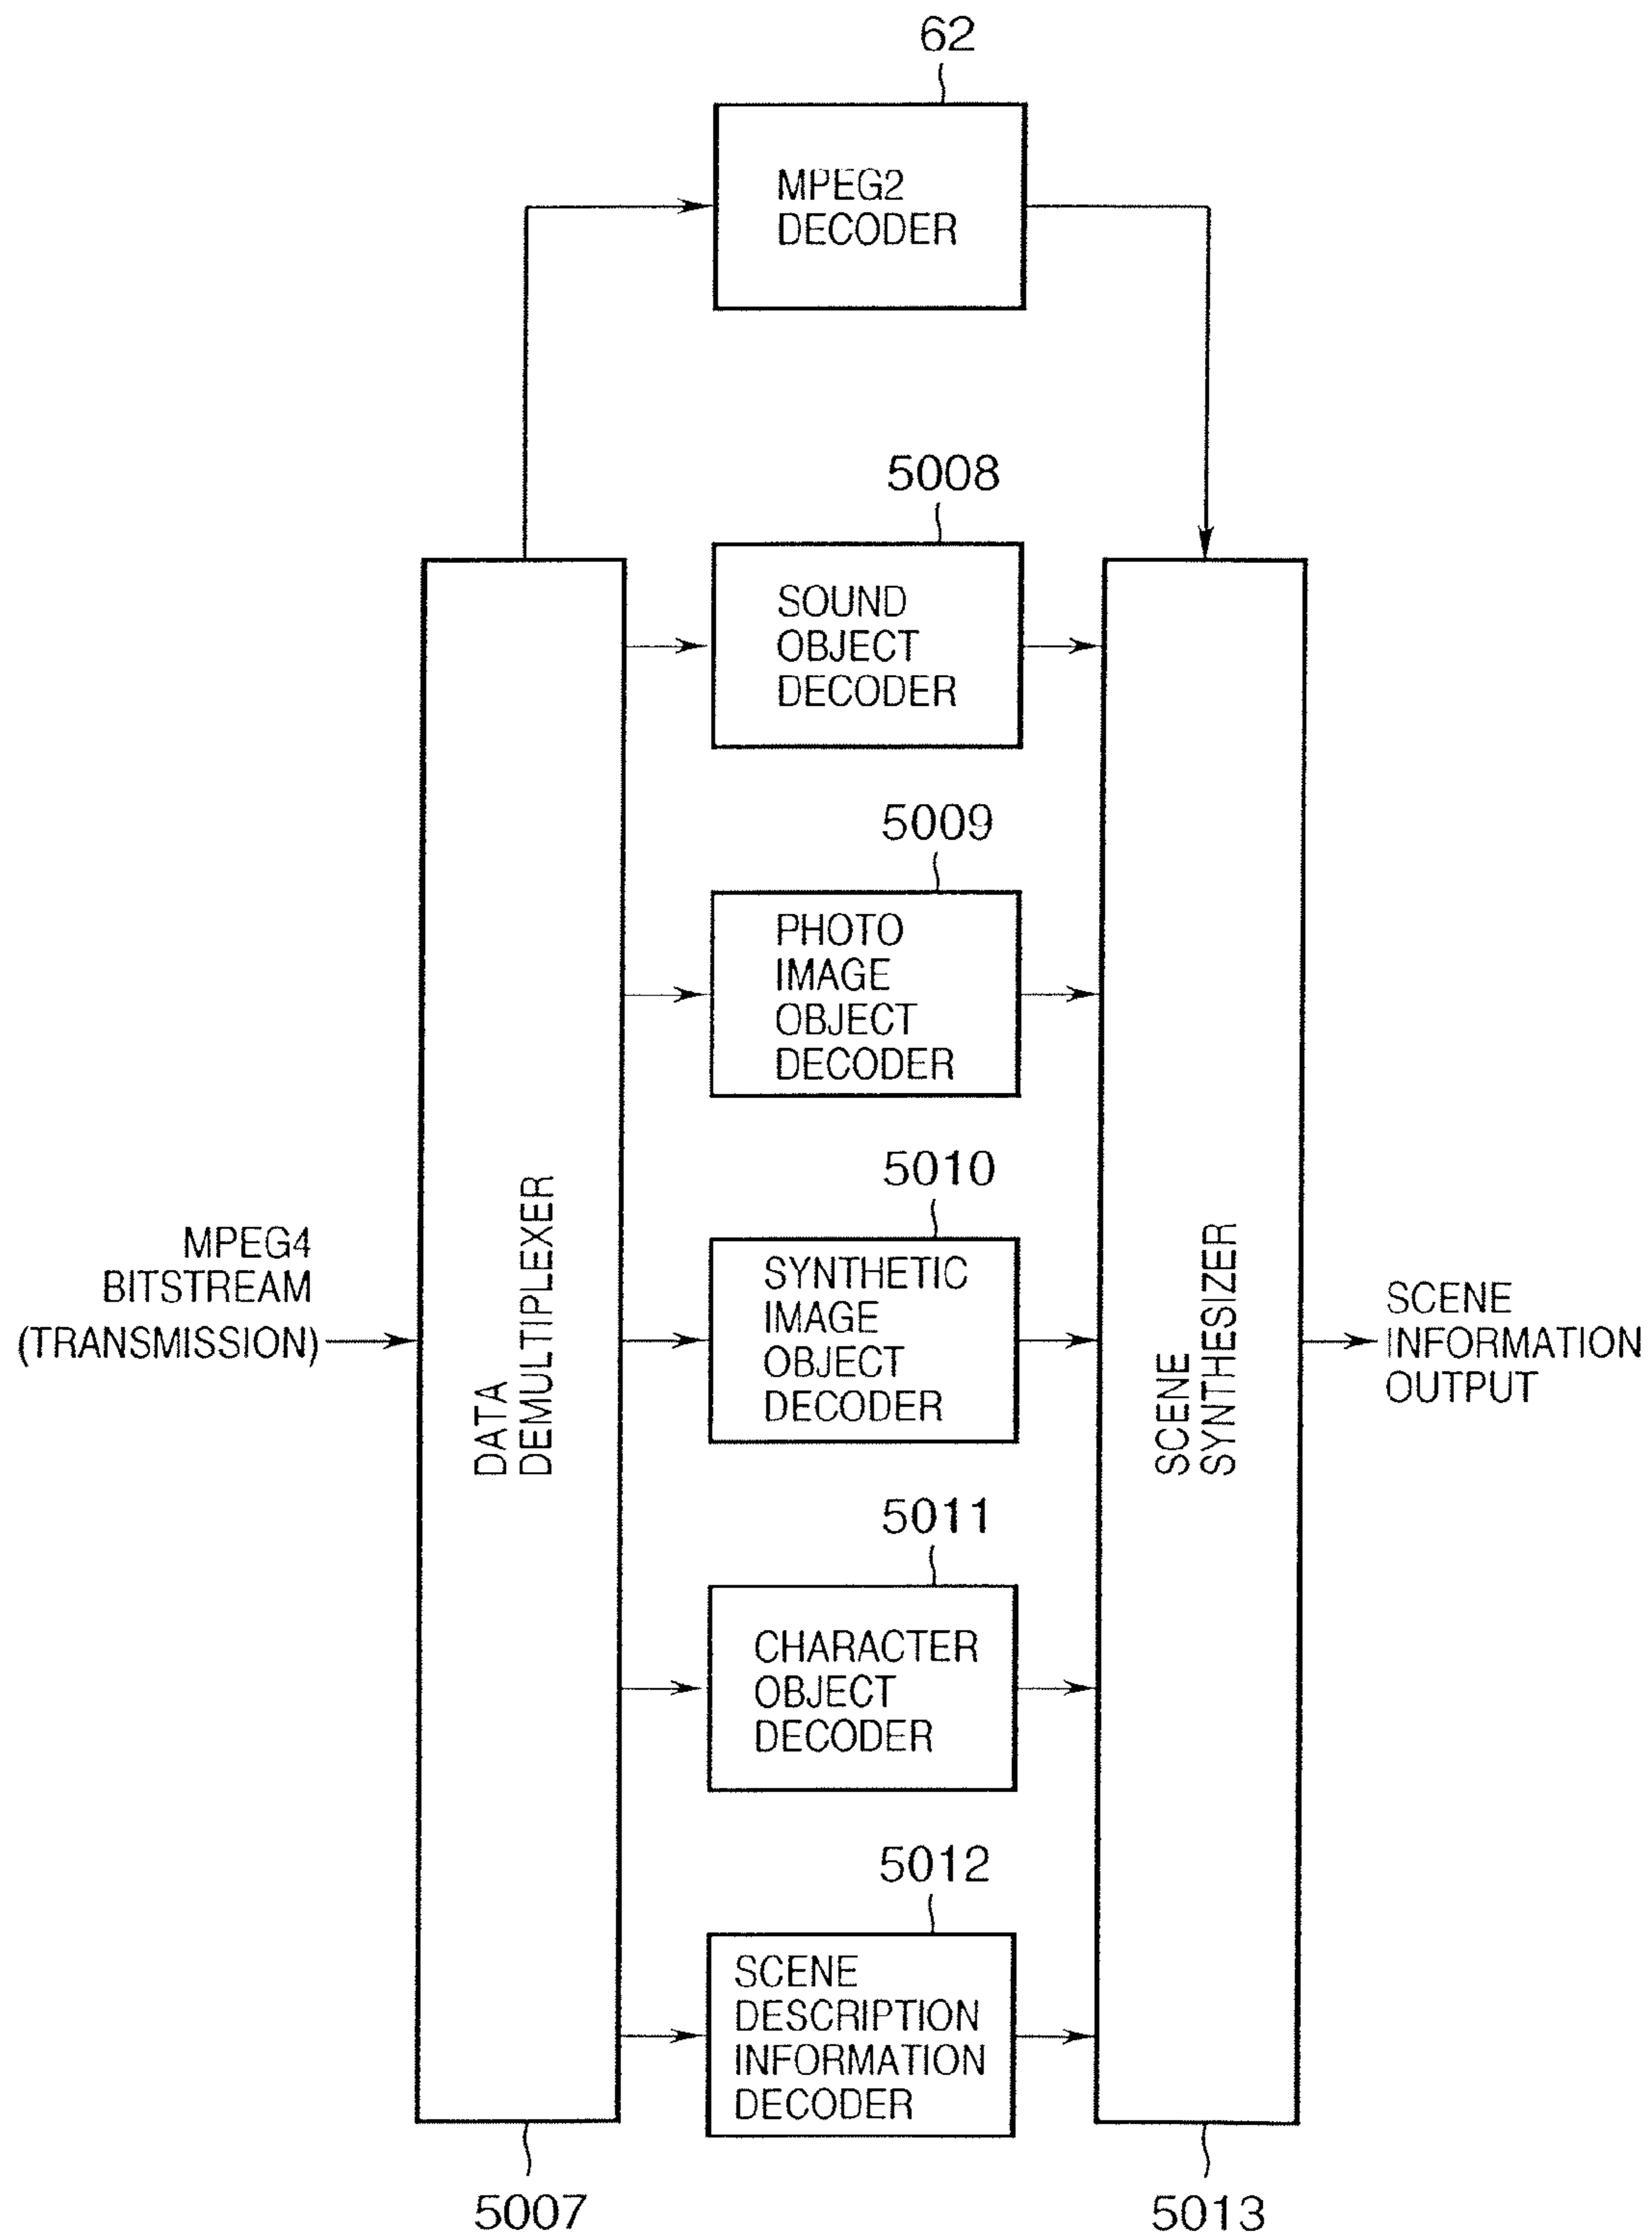 62
MPEG2
DECODER
5008
SOUND
OBJECT
DECODER
5009
PHOTO
IMAGE
OBJECT
DECODER
5010
SYNTHETIC
IMAGE
OBJECT
DECODER
5011
CHARACTER
OBJECT
DECODER
5012
SCENE
DESCRIPTION
INFORMATION
DECODER
MPEG4
BITSTREAM
(TRANSMISSION)
DATA
DEMULTIPLEXER
SCENE
SYNTHESIZER
SCENE
INFORMATION
OUTPUT
5007
5013